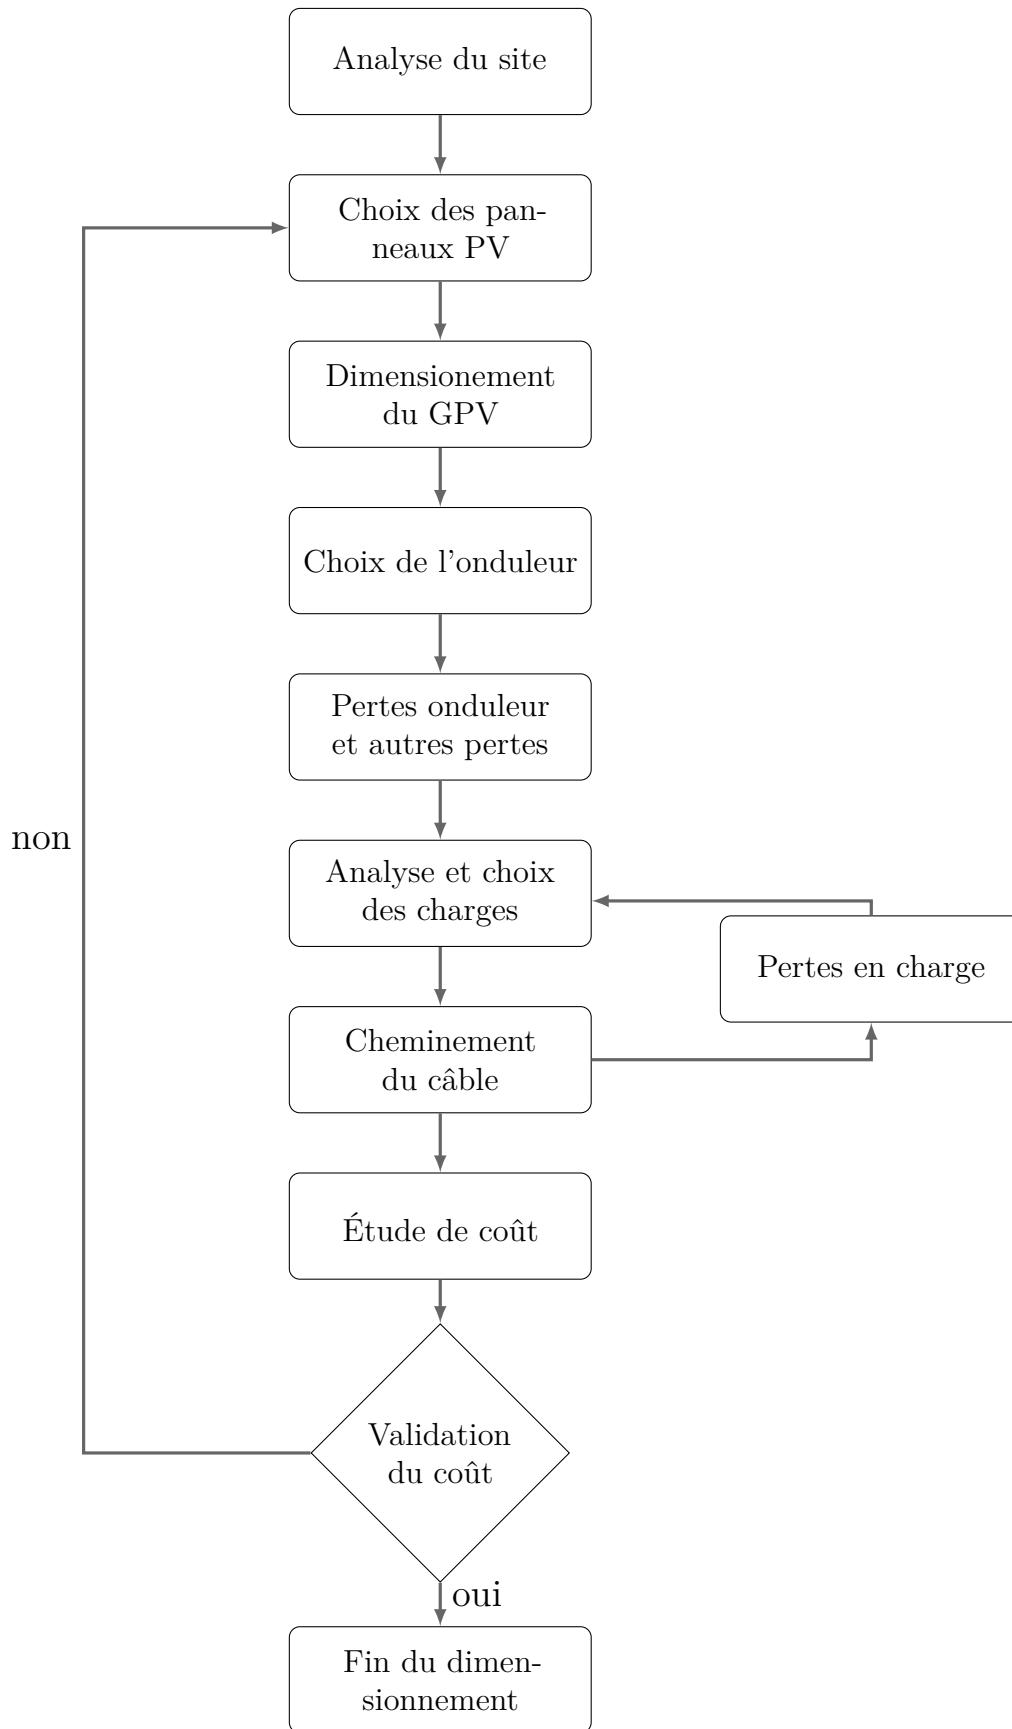 Analyse du site
Choix des pan-
neaux PV
Dimensionement
du GPV
Choix de l'onduleur
Pertes onduleur
et autres pertes
non
Analyse et choix
des charges
Pertes en charge
Cheminement
du câble
Étude de coût
Validation
du coût
oui
Fin du dimen-
sionnement